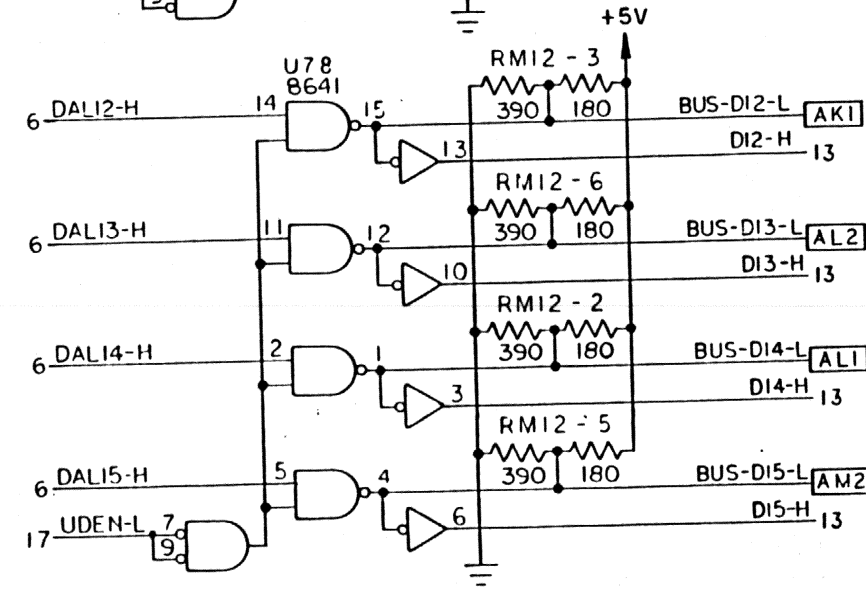 +5V
U78
8641
RM12-3
6 DAL12-H 14 15 390 180 BUS-D12-L AK1
13 D12-H 13
RM12-6
6 DAL13-H 11 12 390 180 BUS-D13-L AL2
10 D13-H 13
RM12-2
6 DAL14-H 2 1 390 180 BUS-D14-L AL1
3 D14-H 13
RM12-5
6 DAL15-H 5 4 390 180 BUS-D15-L AM2
17 UDEN-L 7 6 D15-H 13
9